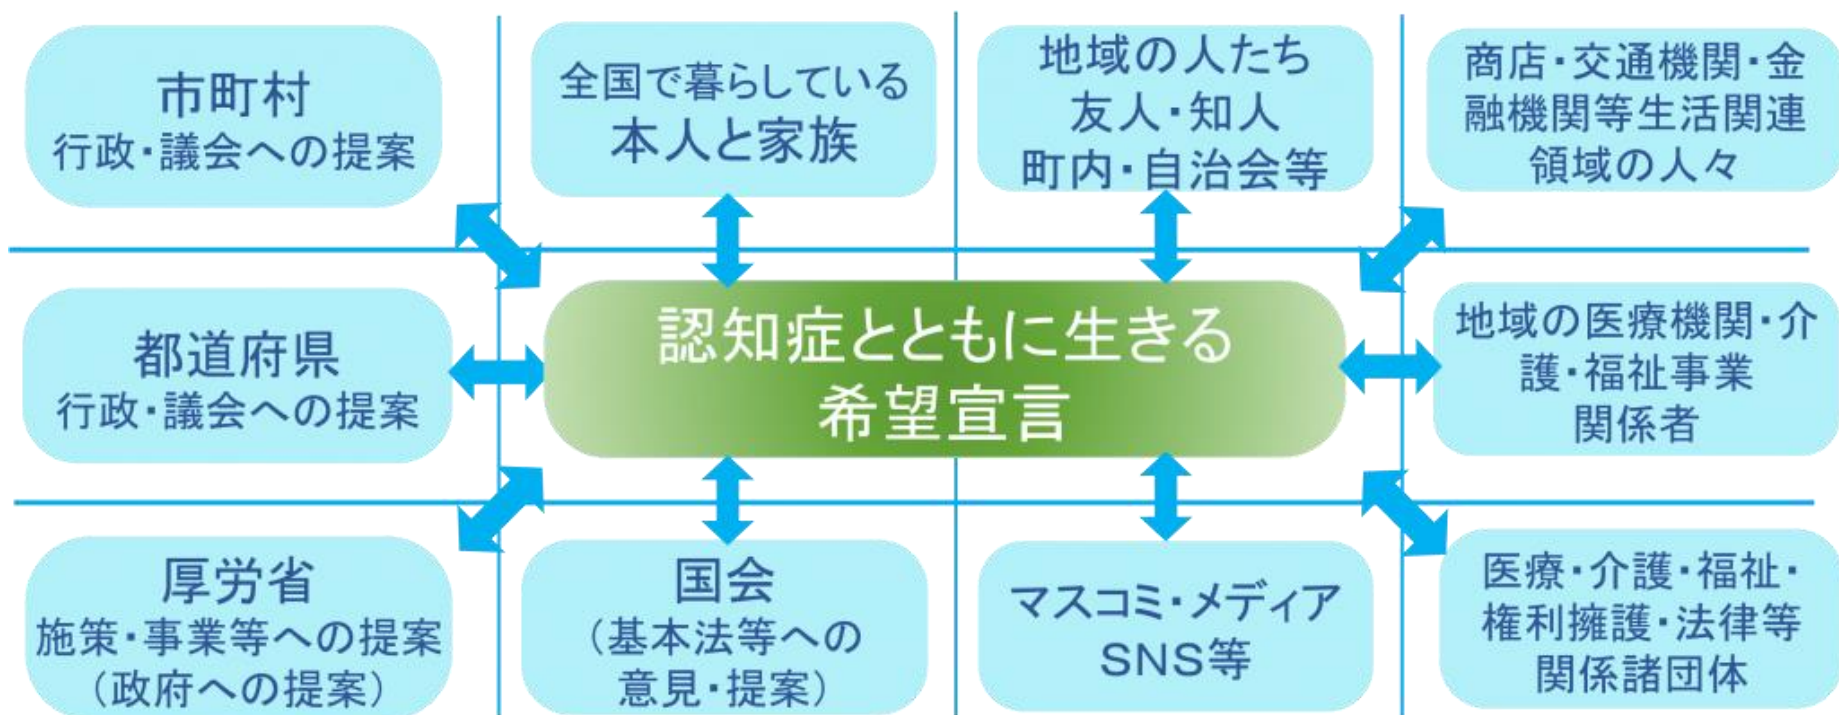 市町村
行政・議会への提案
全国で暮らしている
本人と家族
地域の人たち
友人・知人
町内・自治会等
商店・交通機関・金
融機関等生活関連
領域の人々
都道府県
行政・議会への提案
認知症とともに生きる
希望宣言
地域の医療機関・介
護・福祉事業
関係者
厚労省
施策・事業等への提案
（政府への提案）
国会
（基本法等への
意見・提案）
マスコミ・メディア
SNS等
医療・介護・福祉・
権利擁護・法律等
関係諸団体